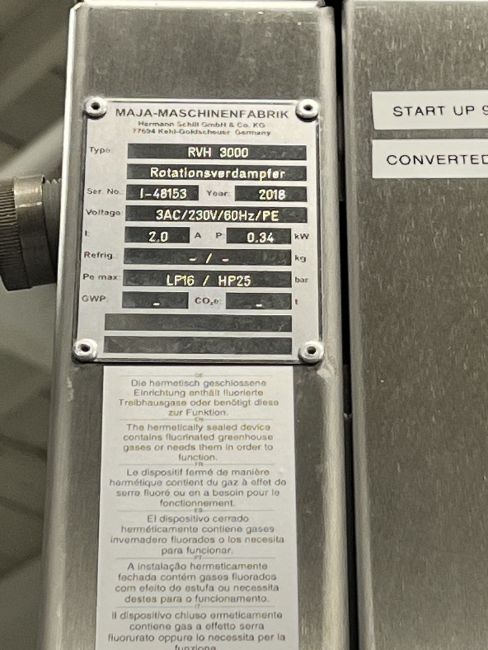 MAJA-MASCHINENFABRIK
Hermann Schill GmbH & Co. KG
77694 Kehl-Goldscheuer Germany
Type: RVH 3000
Rotationsverdampfer
Ser. No.: I-48153 Year: 2018
Voltage: 3AC/230V/60Hz/PE
I: 2.0 A P: 0.34 kW
Refrig.: - / - kg
Pe max: LP16 / HP25 bar
GWP: - CO₂e: - t
START UP
CONVERTED
DE
Die hermetisch geschlossene
Einrichtung enthält fluorierte
Treibhausgase oder benötigt diese
zur Funktion.
EN
The hermetically sealed device
contains fluorinated greenhouse
gases or needs them in order to
function.
FR
Le dispositif fermé de manière
hermétique contient du gaz à effet de
serre fluoré ou en a besoin pour le
fonctionnement.
ES
El dispositivo cerrado
herméticamente contiene gases
invernadero fluorados o los necesita
para funcionar.
PT
A instalação hermeticamente
fechada contém gases fluorados
com efeito de estufa ou necessita
destes para o funcionamento.
IT
Il dispositivo chiuso ermeticamente
contiene gas a effetto serra
fluorurato oppure lo necessita per la
funziona